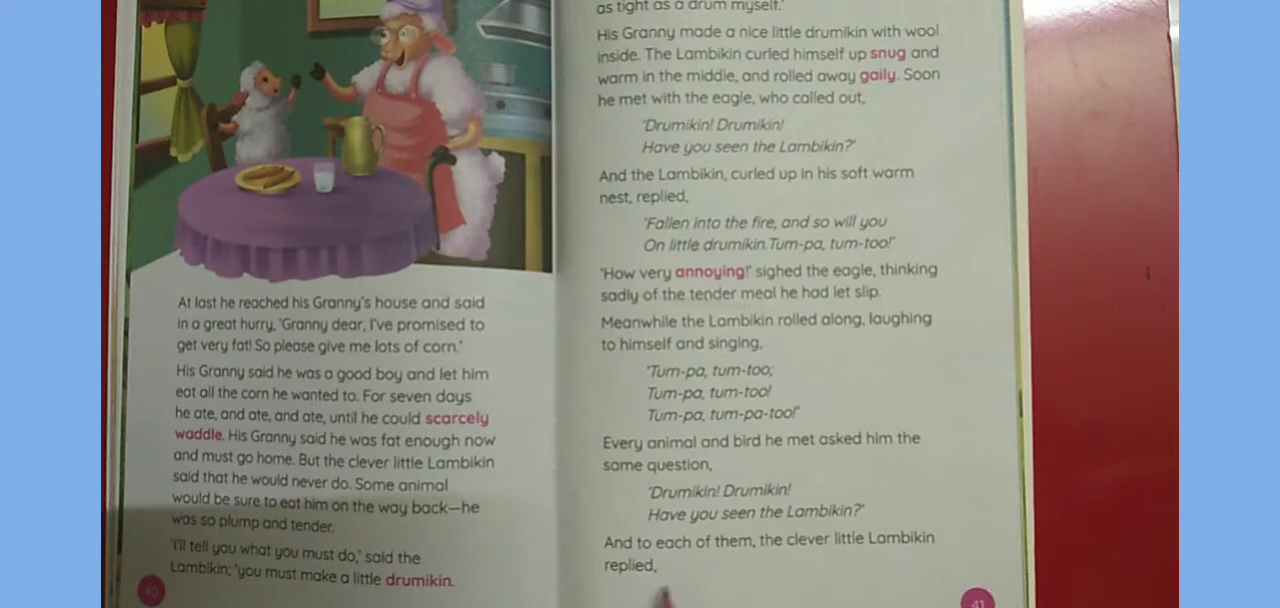 At last he reached his Granny's house and said
in a great hurry, 'Granny dear, I've promised to
get very fat! So please give me lots of corn.'
His Granny said he was a good boy and let him
eat all the corn he wanted to. For seven days
he ate, and ate, and ate, until he could scarcely
waddle. His Granny said he was fat enough now
and must go home. But the clever little Lambikin
said that he would never do. Some animal
would be sure to eat him on the way back—he
was so plump and tender.
'I'll tell you what you must do,' said the
Lambikin; 'you must make a little drumikin.
40
as tight as a drum myself.'
His Granny made a nice little drumikin with wool
inside. The Lambikin curled himself up snug and
warm in the middle, and rolled away gaily. Soon
he met with the eagle, who called out,
'Drumikin! Drumikin!
Have you seen the Lambikin?'
And the Lambikin, curled up in his soft warm
nest, replied,
'Fallen into the fire, and so will you
On little drumikin. Tum-pa, tum-too!'
'How very annoying!' sighed the eagle, thinking
sadly of the tender meal he had let slip.
Meanwhile the Lambikin rolled along, laughing
to himself and singing,
'Tum-pa, tum-too;
Tum-pa, tum-too!
Tum-pa, tum-pa-too!'
Every animal and bird he met asked him the
same question,
'Drumikin! Drumikin!
Have you seen the Lambikin?'
And to each of them, the clever little Lambikin
replied,
41